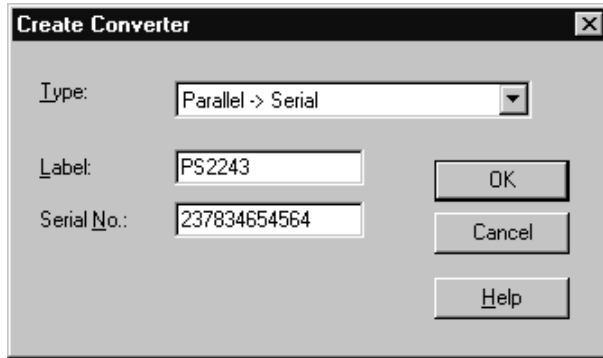 Create Converter
Type: Parallel -> Serial
Label: PS2243
OK
Serial No.: 237834654564
Cancel
Help